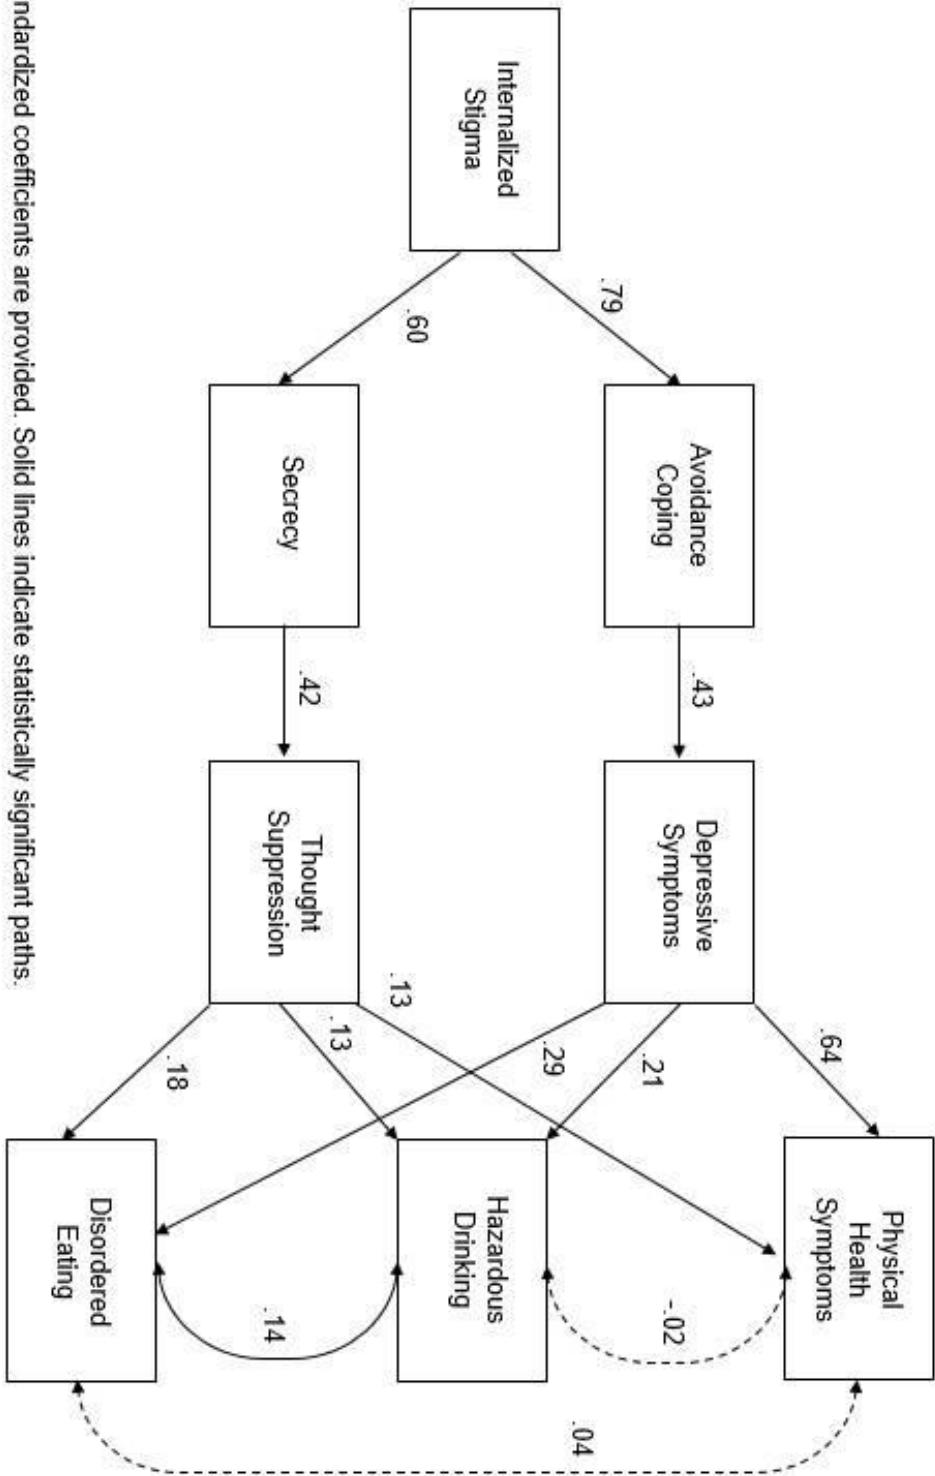 Internalized
Stigma
.79
.60
Avoidance
Coping
Secrecy
.43
.42
Depressive
Symptoms
Thought
Suppression
.64
.21
.29
.13
.13
.18
Physical
Health
Symptoms
Hazardous
Drinking
Disordered
Eating
-.02
.14
.04
ndardized coefficients are provided. Solid lines indicate statistically significant paths.